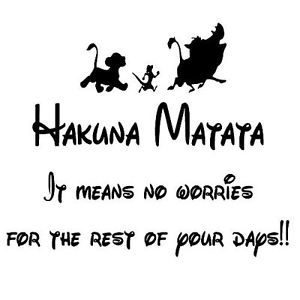 Hakuna Matata
It means no worries
for the rest of your days!!